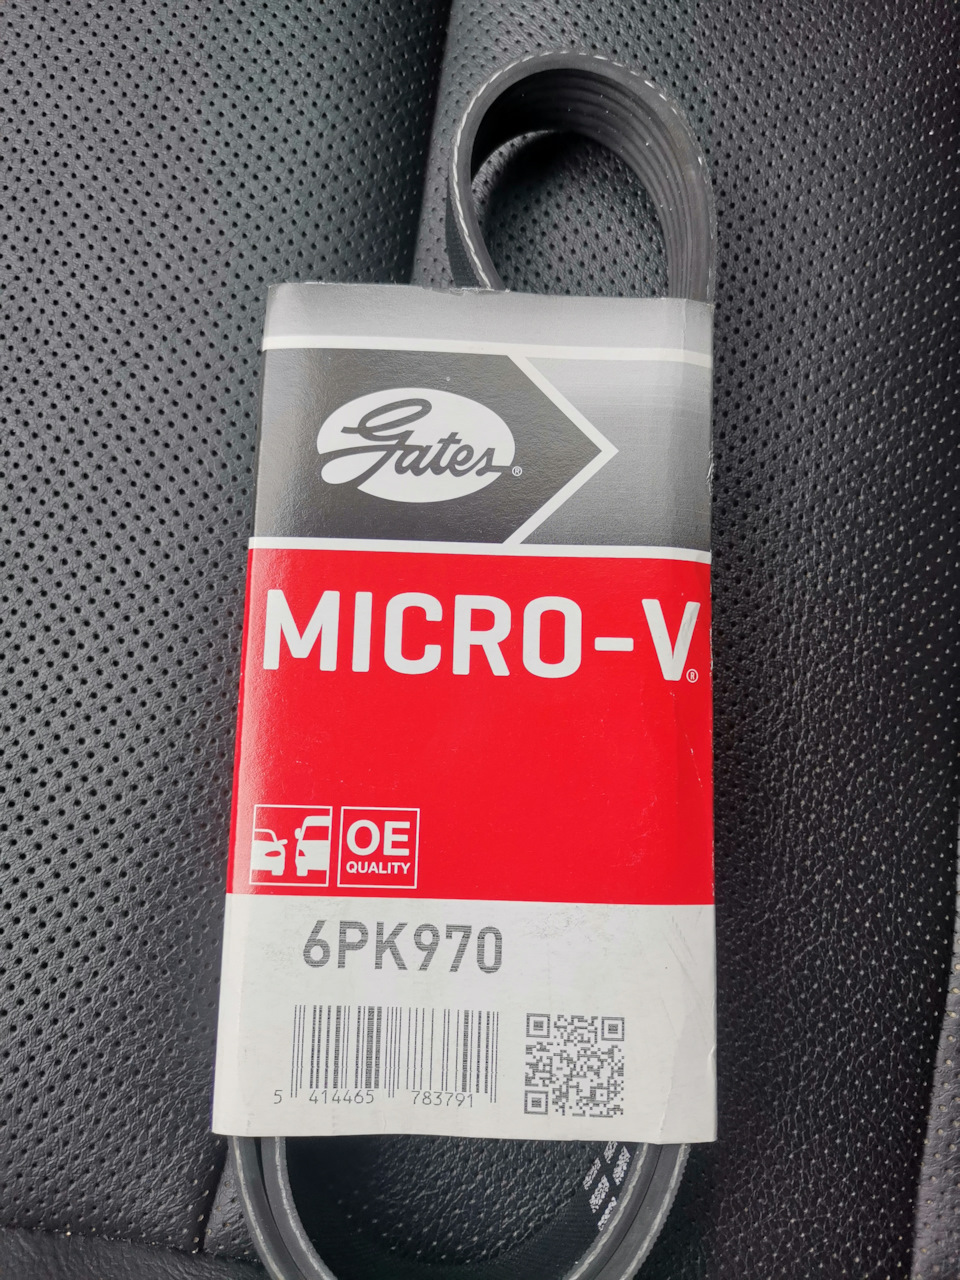 Gates®
MICRO-V®
OE
QUALITY
6PK970
5 414465 783791